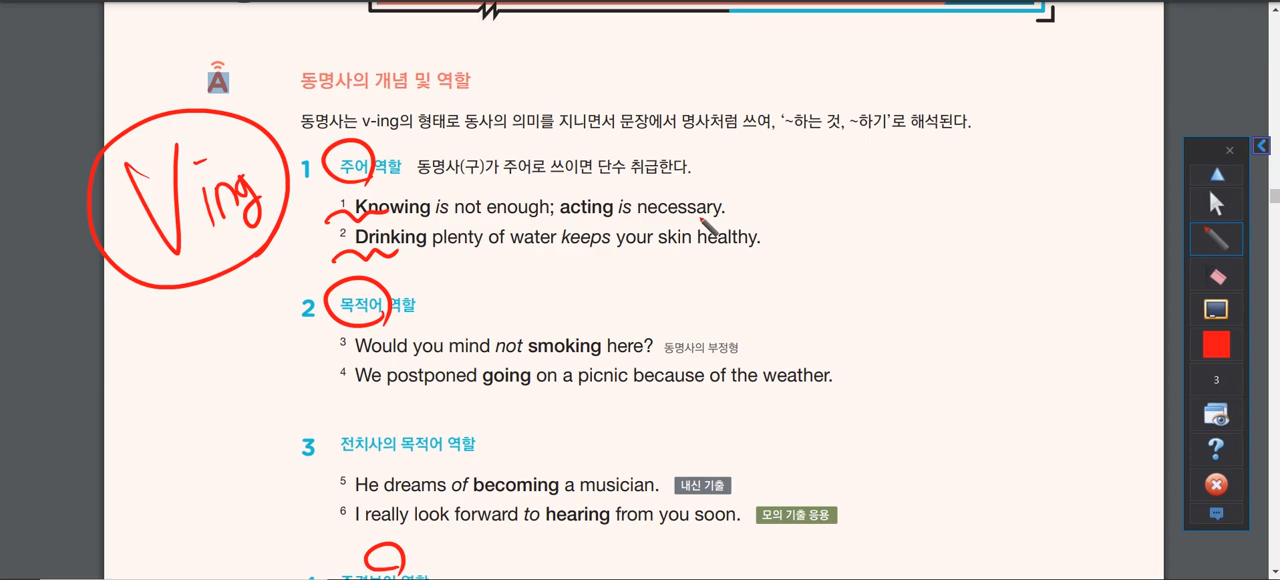 A
동명사의 개념 및 역할
동명사는 v-ing의 형태로 동사의 의미를 지니면서 문장에서 명사처럼 쓰여, ‘~하는 것, ~하기’로 해석된다.
Ving
1 주어 역할 동명사(구)가 주어로 쓰이면 단수 취급한다.
1 Knowing is not enough; acting is necessary.
2 Drinking plenty of water keeps your skin healthy.
2 목적어 역할
3 Would you mind not smoking here? 동명사의 부정형
4 We postponed going on a picnic because of the weather.
3 전치사의 목적어 역할
5 He dreams of becoming a musician. 내신 기출
6 I really look forward to hearing from you soon. 모의 기출 응용
3